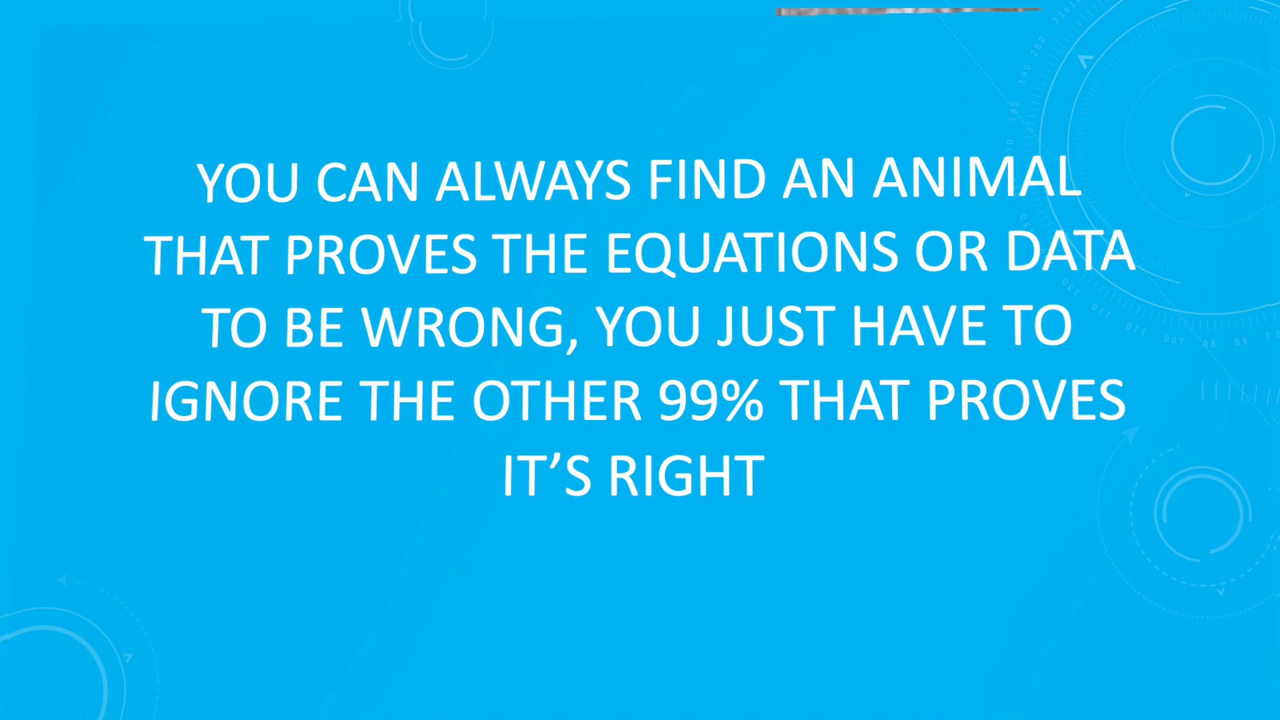 YOU CAN ALWAYS FIND AN ANIMAL
THAT PROVES THE EQUATIONS OR DATA
TO BE WRONG, YOU JUST HAVE TO
IGNORE THE OTHER 99% THAT PROVES
IT’S RIGHT